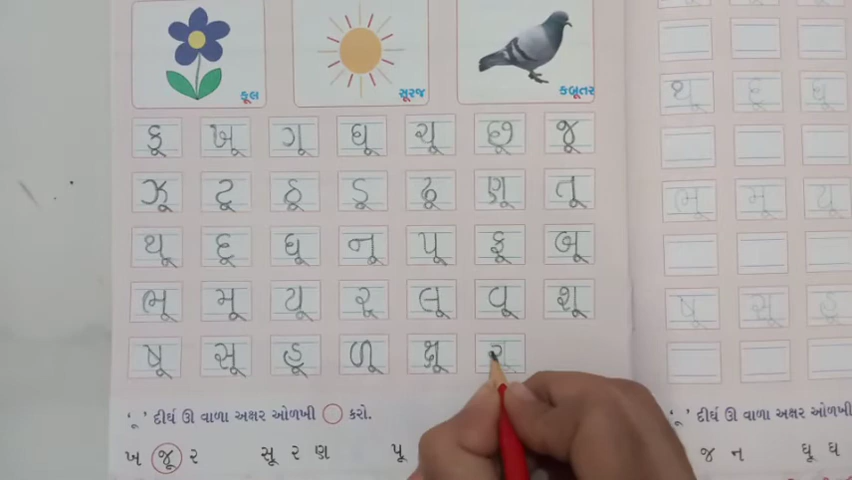 ફૂલ સૂરજ કબૂતર
કૂ ખૂ ગૂ ઘૂ ચૂ છૂ જૂ
ઝૂ ટૂ ઠૂ ડૂ ઢૂ ણૂ તૂ
થૂ દૂ ધૂ નૂ પૂ ફૂ બૂ
ભૂ મૂ યૂ રૂ લૂ વૂ શૂ
ષૂ સૂ હૂ ળૂ ક્ષૂ
'ૂ' દીર્ઘ ઊ વાળા અક્ષર ઓળખી ◯ કરો.
ખ જૂ ર સૂ ર ણ પૂ
થૂ દૂ ધૂ
ભૂ મૂ યૂ
ષૂ સૂ હૂ
'ૂ' દીર્ઘ ઊ વાળા અક્ષર ઓળખી
જ ન ધૂ ધ